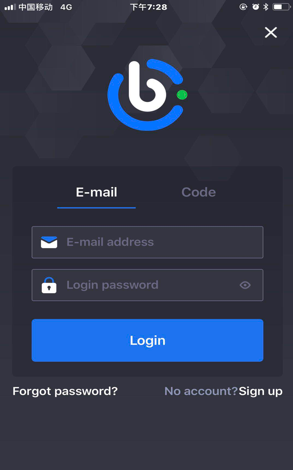 中国移动 4G 下午7:28
E-mail Code
E-mail address
Login password
Login
Forgot password? No account?Sign up